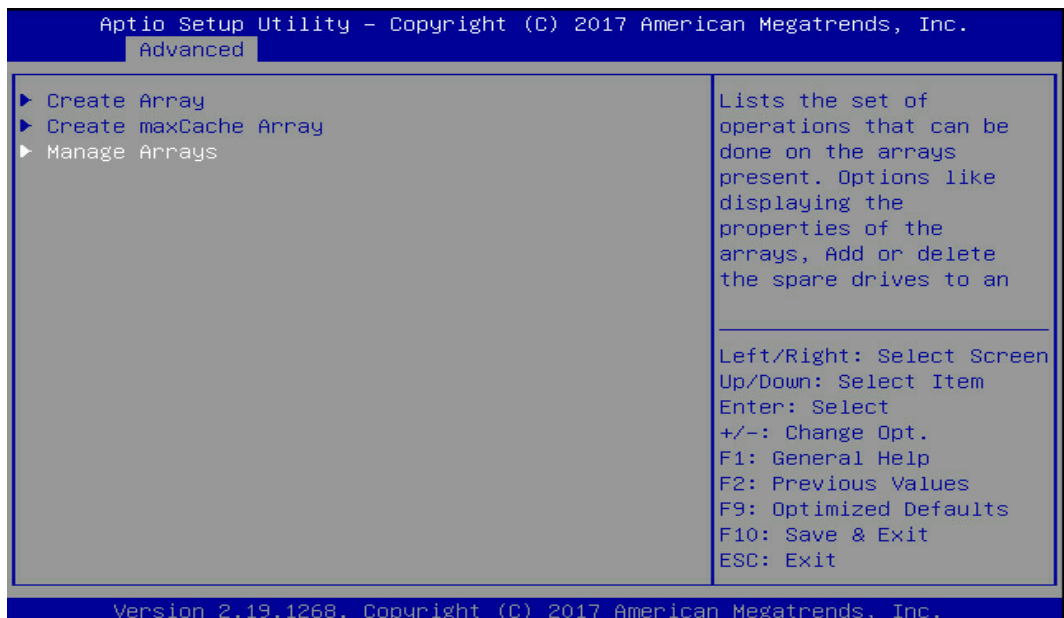 Aptio Setup Utility – Copyright (C) 2017 American Megatrends, Inc.
Advanced
▶ Create Array
▶ Create maxCache Array
▶ Manage Arrays
Lists the set of
operations that can be
done on the arrays
present. Options like
displaying the
properties of the
arrays, Add or delete
the spare drives to an
Left/Right: Select Screen
Up/Down: Select Item
Enter: Select
+/-: Change Opt.
F1: General Help
F2: Previous Values
F9: Optimized Defaults
F10: Save & Exit
ESC: Exit
Version 2.19.1268. Copyright (C) 2017 American Megatrends, Inc.